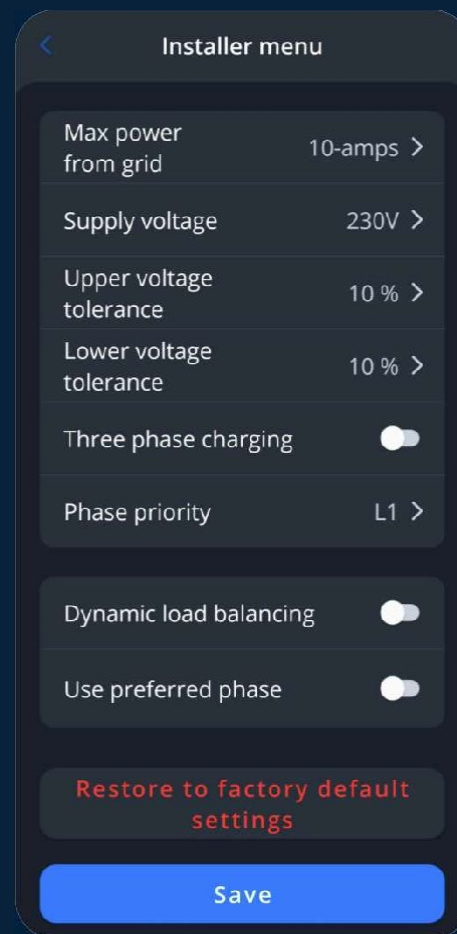 Installer menu
Max power
from grid
10-amps
Supply voltage
230V
Upper voltage
tolerance
10 %
Lower voltage
tolerance
10 %
Three phase charging
Phase priority
L1
Dynamic load balancing
Use preferred phase
Restore to factory default
settings
Save